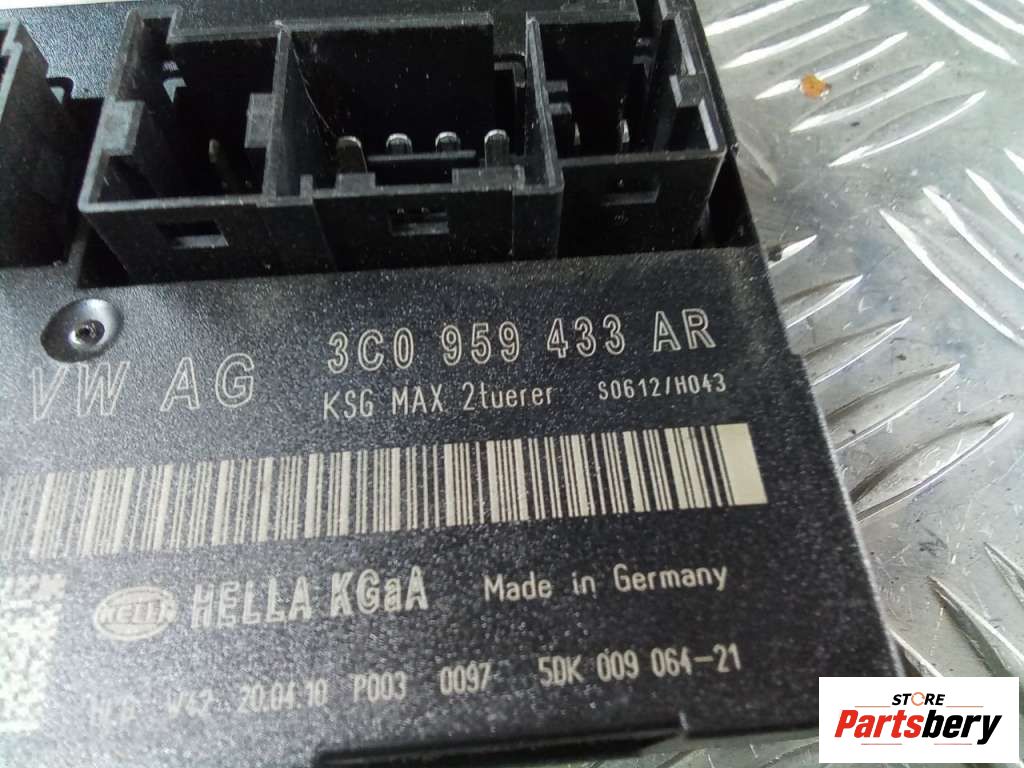 VW AG 3C0 959 433 AR
KSG MAX 2tuerer S0612/H043
HELLA HELLA KGaA Made in Germany
20.04.10 P003 0097 5DK 009 064-21
STORE
Partsbery